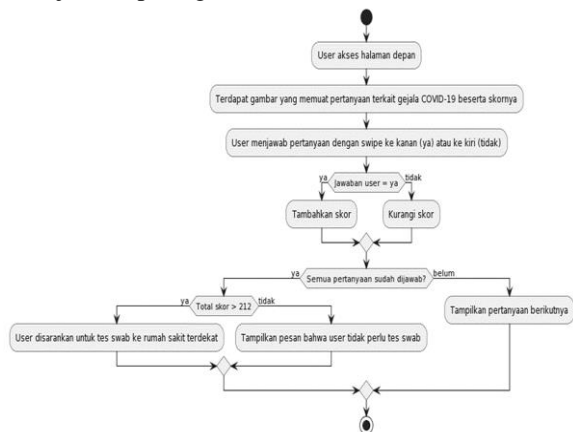 User akses halaman depan
Terdapat gambar yang memuat pertanyaan terkait gejala COVID-19 beserta skornya
User menjawab pertanyaan dengan swipe ke kanan (ya) atau ke kiri (tidak)
ya
Jawaban user = ya
tidak
Tambahkan skor
Kurangi skor
ya
Semua pertanyaan sudah dijawab?
belum
ya
Total skor > 212
tidak
Tampilkan pertanyaan berikutnya
User disarankan untuk tes swab ke rumah sakit terdekat
Tampilkan pesan bahwa user tidak perlu tes swab